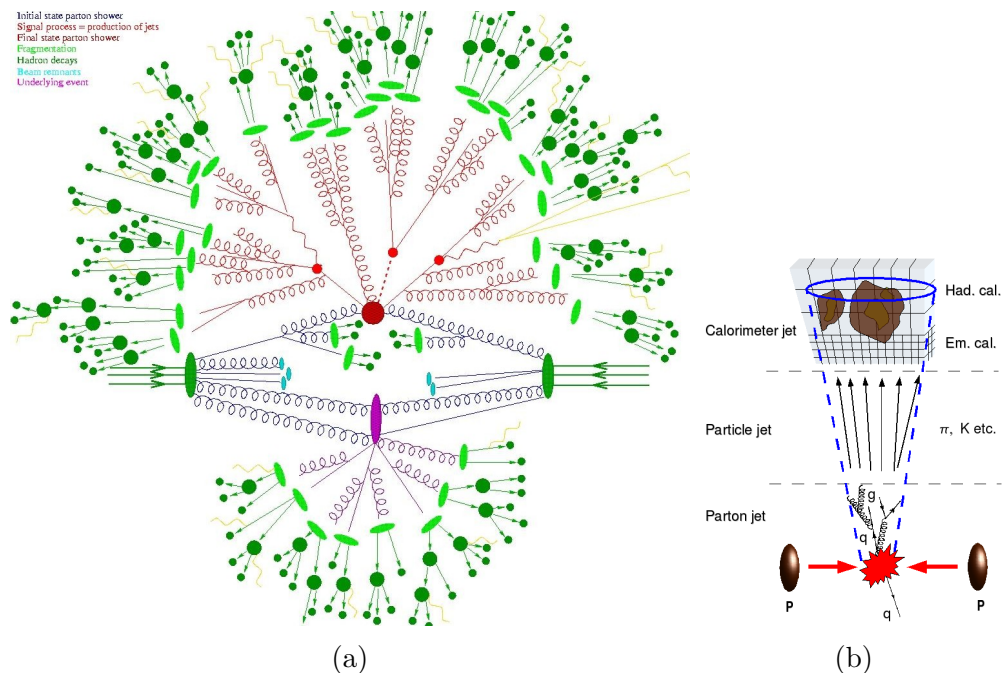 Initial state parton shower
Signal process = production of jets
Final state parton shower
Fragmentation
Hadron decays
Beam remnants
Underlying event
Had. cal.
Calorimeter jet
Em. cal.
Particle jet
π, K etc.
g
Parton jet
q
P
P
q
(a)
(b)